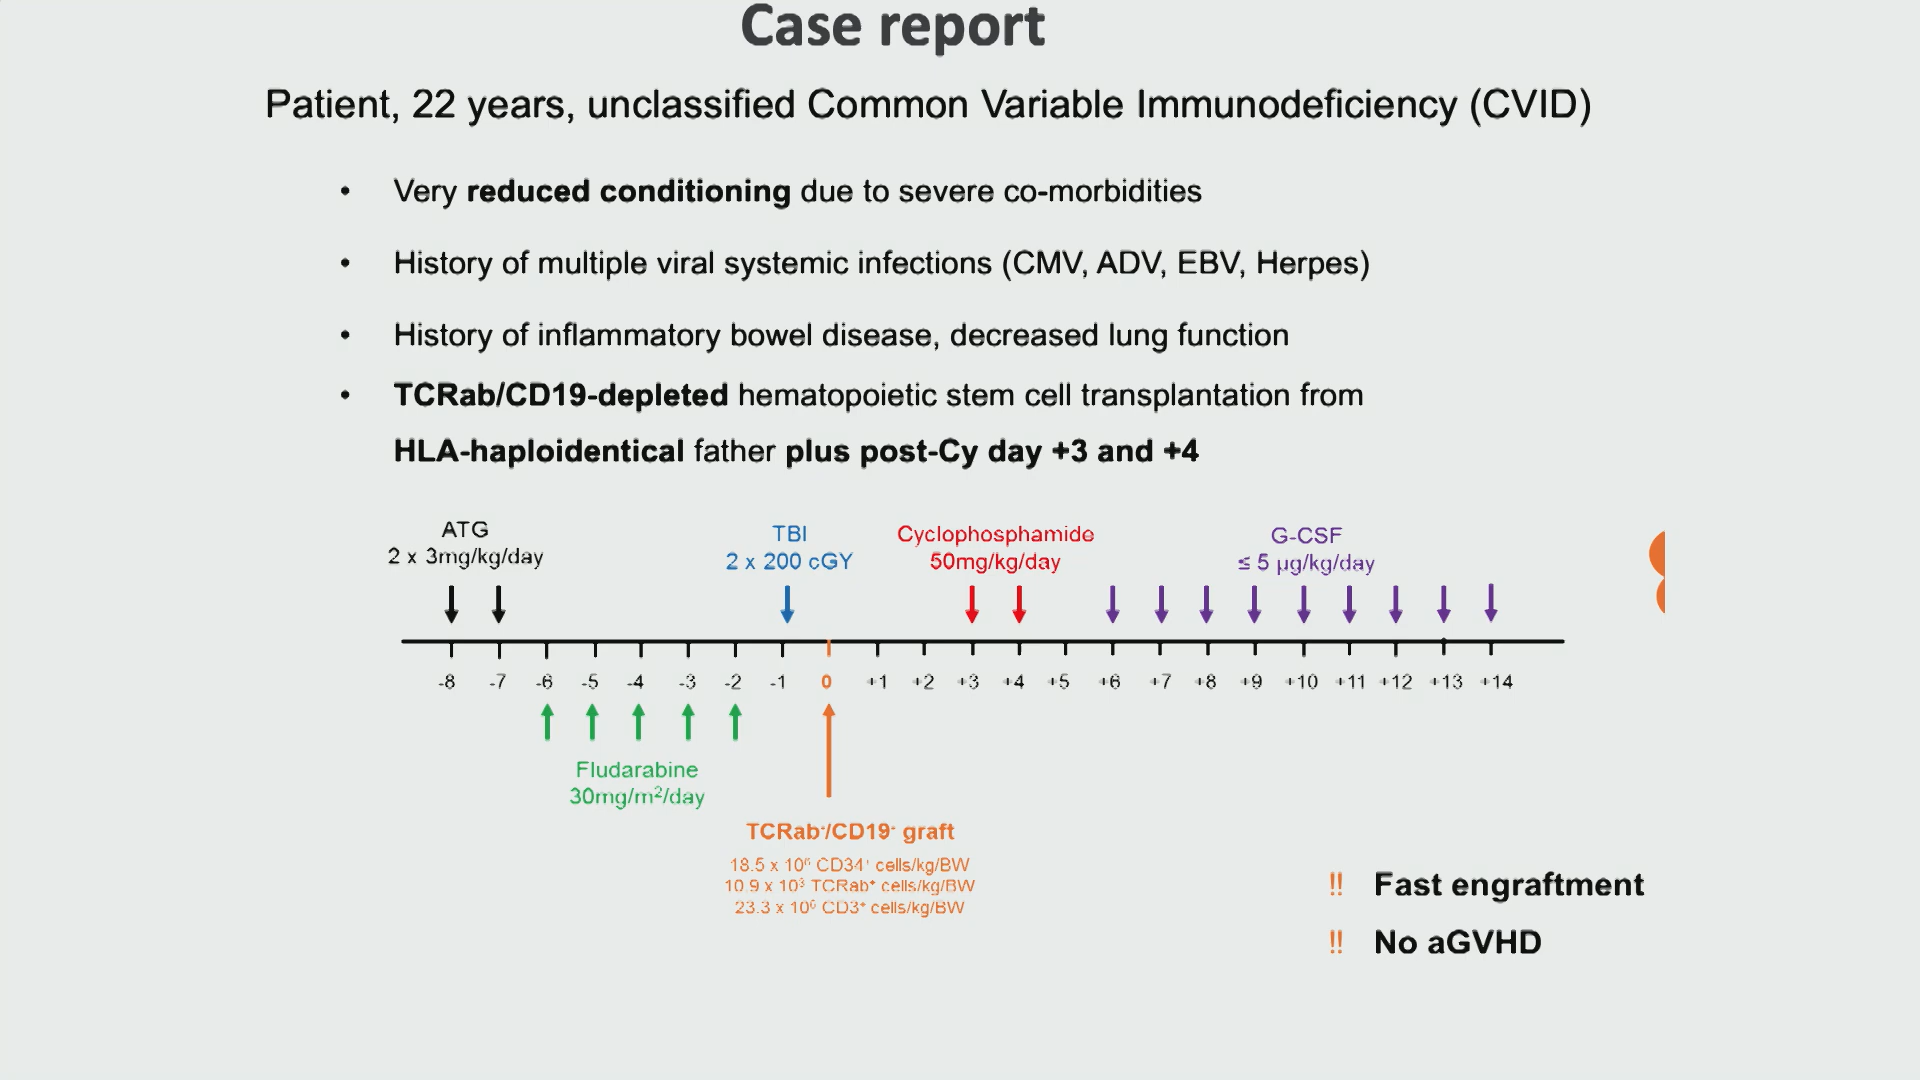 Case report
Patient, 22 years, unclassified Common Variable Immunodeficiency (CVID)
• Very reduced conditioning due to severe co-morbidities
• History of multiple viral systemic infections (CMV, ADV, EBV, Herpes)
• History of inflammatory bowel disease, decreased lung function
• TCRab/CD19-depleted hematopoietic stem cell transplantation from
HLA-haploidentical father plus post-Cy day +3 and +4
ATG
2 x 3mg/kg/day
TBI
2 x 200 cGY
Cyclophosphamide
50mg/kg/day
G-CSF
≤ 5 µg/kg/day
-8 -7 -6 -5 -4 -3 -2 -1 0 +1 +2 +3 +4 +5 +6 +7 +8 +9 +10 +11 +12 +13 +14
Fludarabine
30mg/m²/day
TCRab⁻/CD19⁻ graft
18.5 x 10⁶ CD34⁺ cells/kg/BW
10.9 x 10³ TCRab⁺ cells/kg/BW
23.3 x 10⁶ CD3⁺ cells/kg/BW
!! Fast engraftment
!! No aGVHD